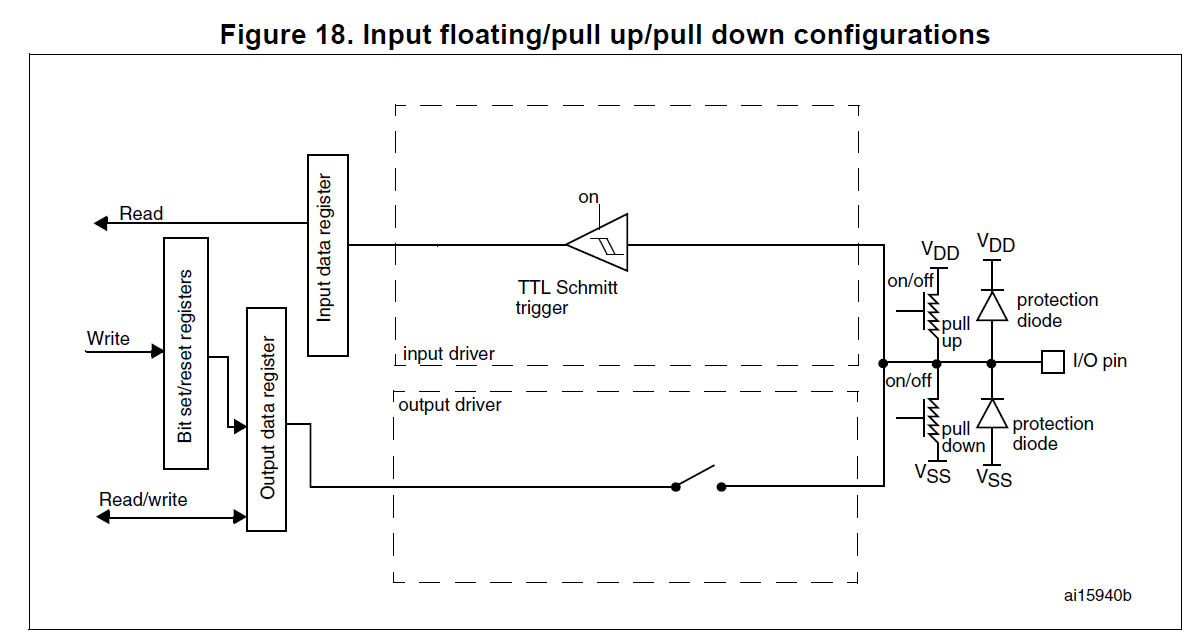 Figure 18. Input floating/pull up/pull down configurations
Read
Input data register
on
TTL Schmitt
trigger
input driver
Write
Bit set/reset registers
Output data register
Read/write
output driver
VDD
VDD
on/off
pull
up
protection
diode
I/O pin
on/off
pull
down
protection
diode
VSS
VSS
ai15940b